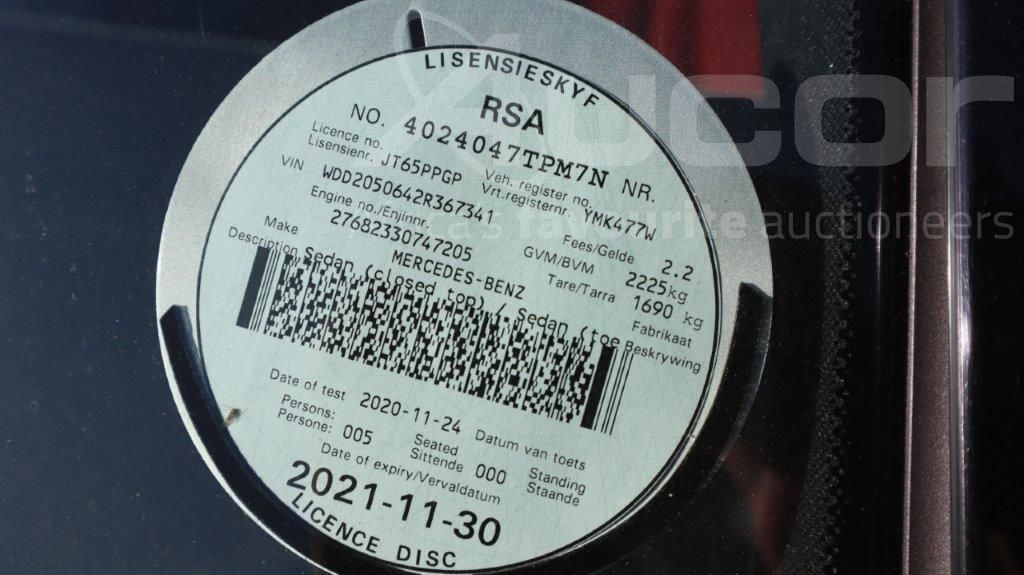 LISENSIESKYF
RSA
NO. 4024047TPM7N NR.
Licence no. Veh. register no.
Lisensienr. JT65PPGP Vrt.registernr. YMK477W
VIN WDD2050642R367341 Fees/Gelde 2.2
Engine no./Enjinnr. GVM/BVM 2225kg
27682330747205 Tare/Tarra 1690 kg
Make MERCEDES-BENZ Fabrikaat
Description Sedan (closed top) / Sedan (toe Beskrywing
Date of test 2020-11-24 Datum van toets
Persons: Seated Standing
Persone: 005 Sittende 000 Staande
Date of expiry/Vervaldatum
2021-11-30
LICENCE DISC
Aucor
favourite auctioneers